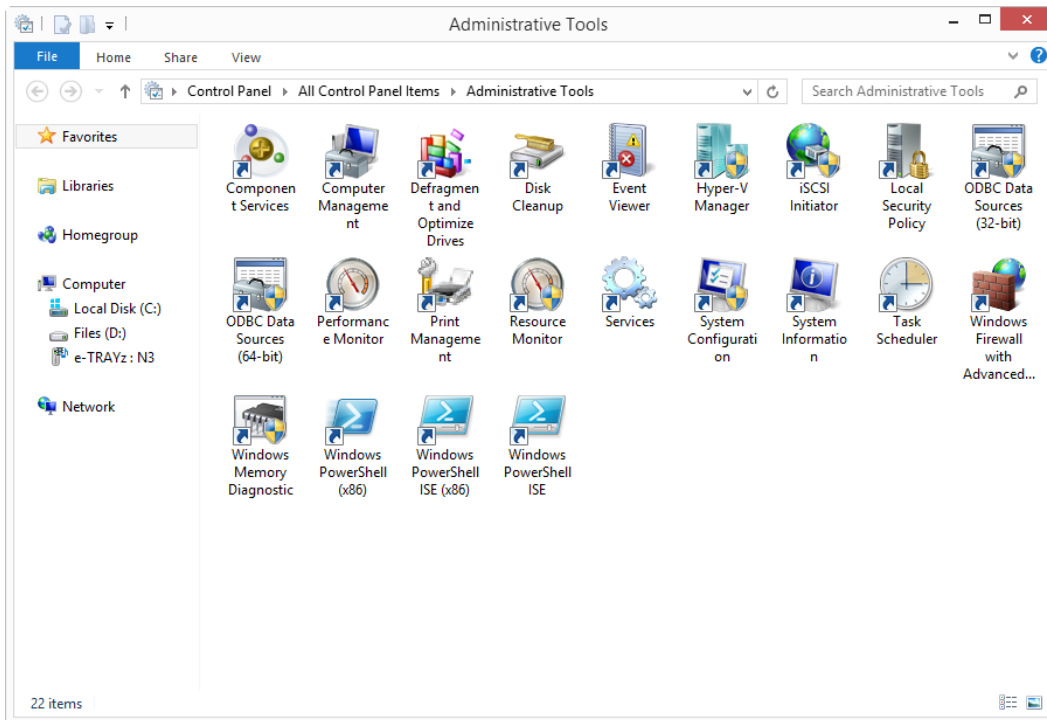 Administrative Tools
File Home Share View
Control Panel All Control Panel Items Administrative Tools Search Administrative Tools
Favorites
Libraries
Homegroup
Computer
Local Disk (C:)
Files (D:)
e-TRAYz : N3
Network
Componen
t Services
Computer
Manageme
nt
Defragmen
t and
Optimize
Drives
Disk
Cleanup
Event
Viewer
Hyper-V
Manager
iSCSI
Initiator
Local
Security
Policy
ODBC Data
Sources
(32-bit)
ODBC Data
Sources
(64-bit)
Performanc
e Monitor
Print
Manageme
nt
Resource
Monitor
Services
System
Configurati
on
System
Informatio
n
Task
Scheduler
Windows
Firewall
with
Advanced...
Windows
Memory
Diagnostic
Windows
PowerShell
(x86)
Windows
PowerShell
ISE (x86)
Windows
PowerShell
ISE
22 items